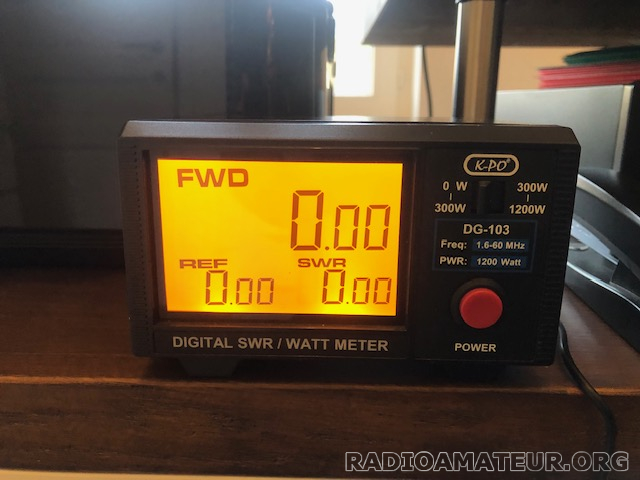 FWD
0.00
REF
0.00
SWR
0.00
DIGITAL SWR / WATT METER
K-PO®
0 W
300W
300W
1200W
DG-103
Freq: 1.6-60 MHz
PWR: 1200 Watt
POWER
RADIOAMATEUR.ORG